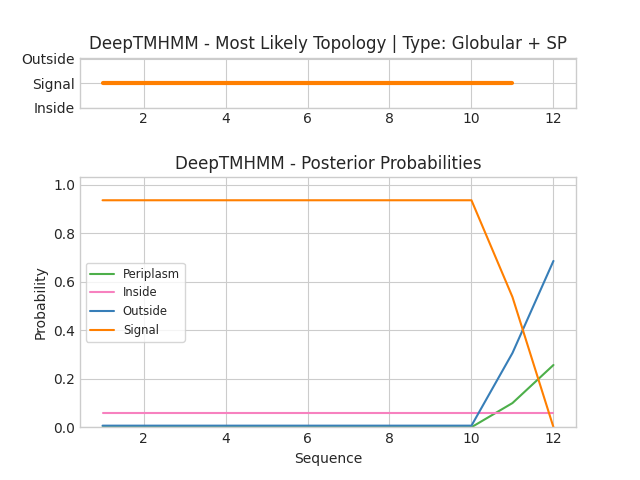 DeepTMHMM - Most Likely Topology | Type: Globular + SP
Outside
Signal
Inside
2 4 6 8 10 12
DeepTMHMM - Posterior Probabilities
1.0
0.8
0.6
0.4
0.2
0.0
Probability
Periplasm
Inside
Outside
Signal
2 4 6 8 10 12
Sequence